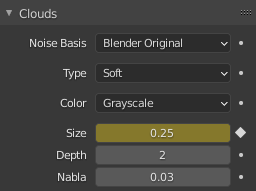 Clouds
Noise Basis Blender Original
Type Soft
Color Grayscale
Size 0.25
Depth 2
Nabla 0.03